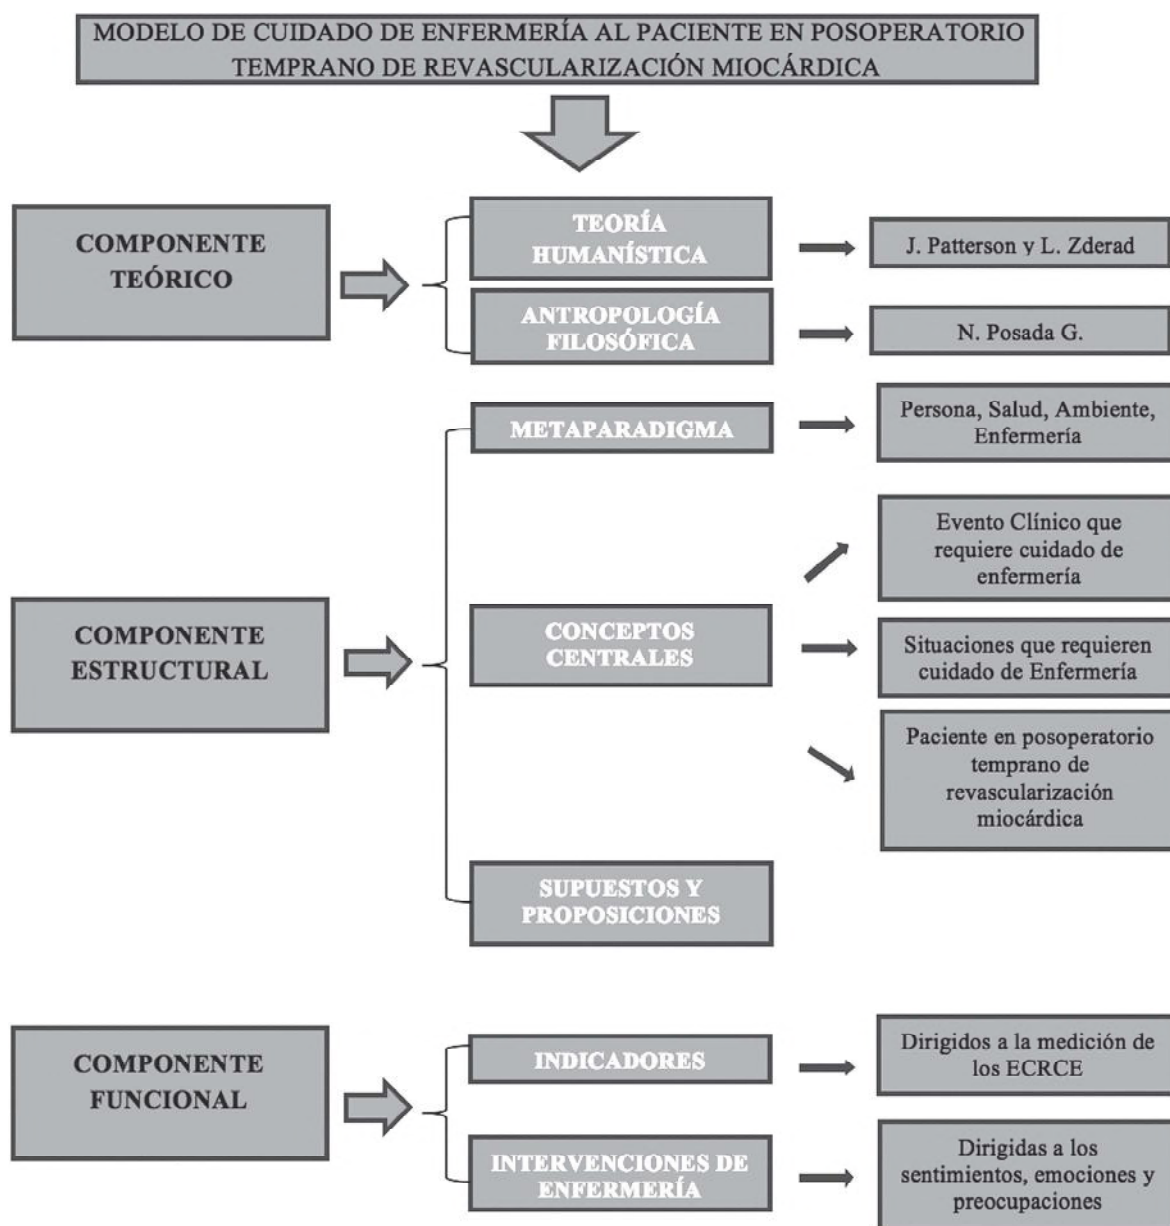 MODELO DE CUIDADO DE ENFERMERÍA AL PACIENTE EN POSOPERATORIO
TEMPRANO DE REVASCULARIZACIÓN MIOCÁRDICA
COMPONENTE
TEÓRICO
TEORÍA
HUMANÍSTICA
J. Patterson y L. Zderad
ANTROPOLOGÍA
FILOSÓFICA
N. Posada G.
COMPONENTE
ESTRUCTURAL
METAPARADIGMA
Persona, Salud, Ambiente,
Enfermería
CONCEPTOS
CENTRALES
Evento Clínico que
requiere cuidado de
enfermería
Situaciones que requieren
cuidado de Enfermería
Paciente en posoperatorio
temprano de
revascularización
miocárdica
SUPUESTOS Y
PROPOSICIONES
COMPONENTE
FUNCIONAL
INDICADORES
Dirigidos a la medición de
los ECRCE
INTERVENCIONES DE
ENFERMERÍA
Dirigidas a los
sentimientos, emociones y
preocupaciones